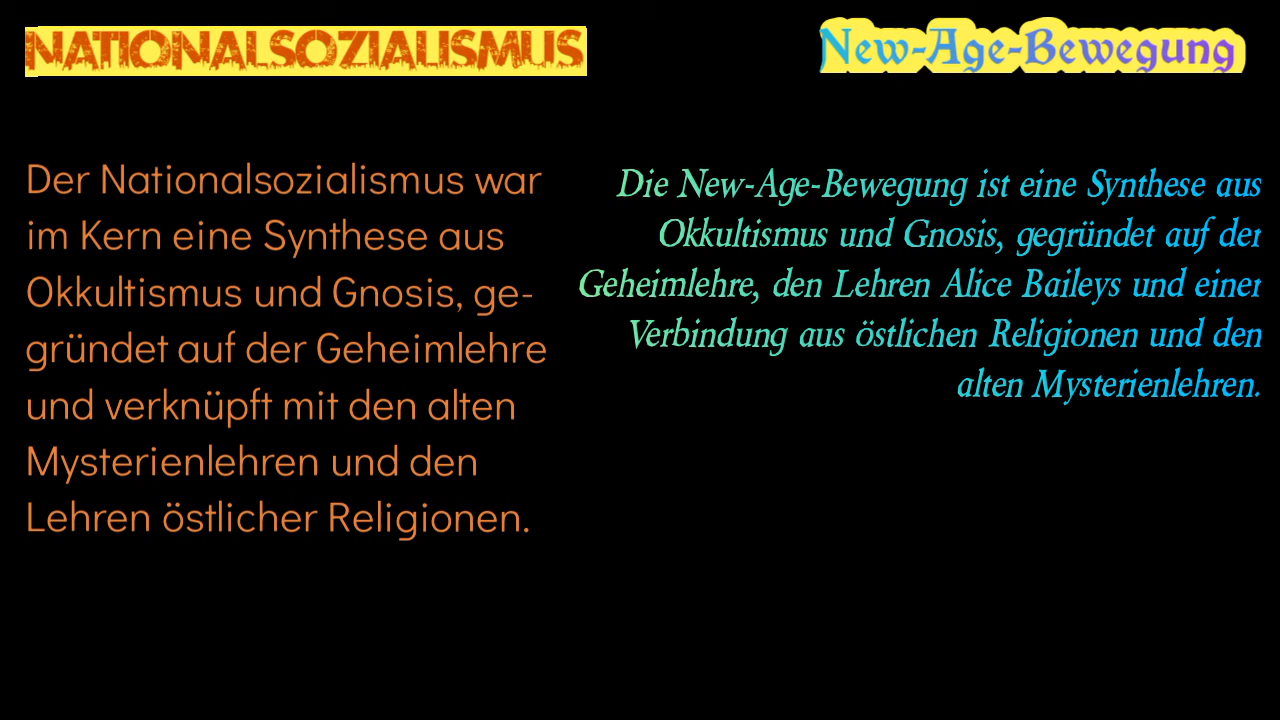 NATIONALSOZIALISMUS
New-Age-Bewegung
Der Nationalsozialismus war
im Kern eine Synthese aus
Okkultismus und Gnosis, ge-
gründet auf der Geheimlehre
und verknüpft mit den alten
Mysterienlehren und den
Lehren östlicher Religionen.
Die New-Age-Bewegung ist eine Synthese aus
Okkultismus und Gnosis, gegründet auf der
Geheimlehre, den Lehren Alice Baileys und einer
Verbindung aus östlichen Religionen und den
alten Mysterienlehren.